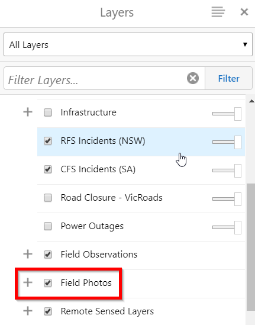 Layers
All Layers
Filter Layers...
Filter
Infrastructure
RFS Incidents (NSW)
CFS Incidents (SA)
Road Closure - VicRoads
Power Outages
Field Observations
Field Photos
Remote Sensed Layers